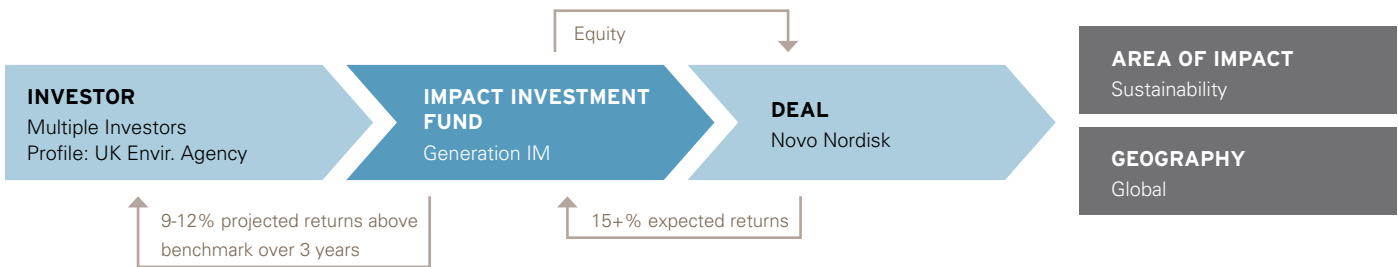 Equity
INVESTOR
Multiple Investors
Profile: UK Envir. Agency
IMPACT INVESTMENT
FUND
Generation IM
DEAL
Novo Nordisk
AREA OF IMPACT
Sustainability
GEOGRAPHY
Global
9-12% projected returns above
benchmark over 3 years
15+% expected returns